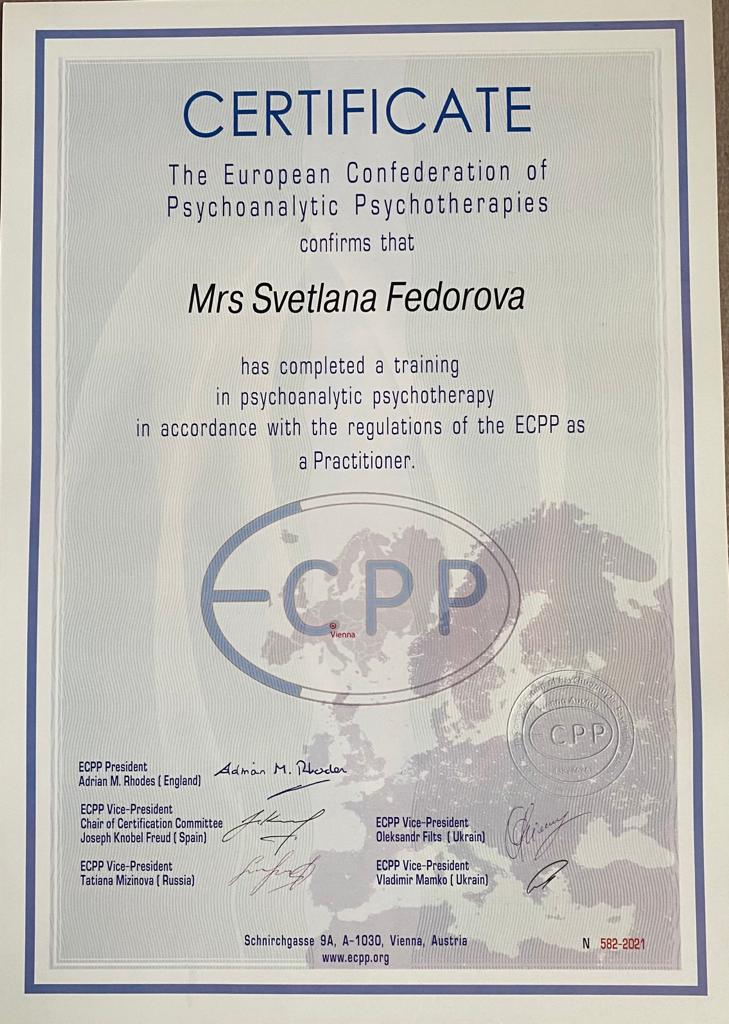 CERTIFICATE
The European Confederation of
Psychoanalytic Psychotherapies
confirms that
Mrs Svetlana Fedorova
has completed a training
in psychoanalytic psychotherapy
in accordance with the regulations of the ECPP as
a Practitioner.
ECPP
Vienna
CPP
ECPP President
Adrian M. Rhodes ( England)
Adrian M. Rhodes
ECPP Vice-President
Chair of Certification Committee
Joseph Knobel Freud ( Spain)
ECPP Vice-President
Oleksandr Filts ( Ukrain)
ECPP Vice-President
Tatiana Mizinova ( Russia)
ECPP Vice-President
Vladimir Mamko ( Ukrain)
Schnirchgasse 9A, A-1030, Vienna, Austria
www.ecpp.org
N 582-2021